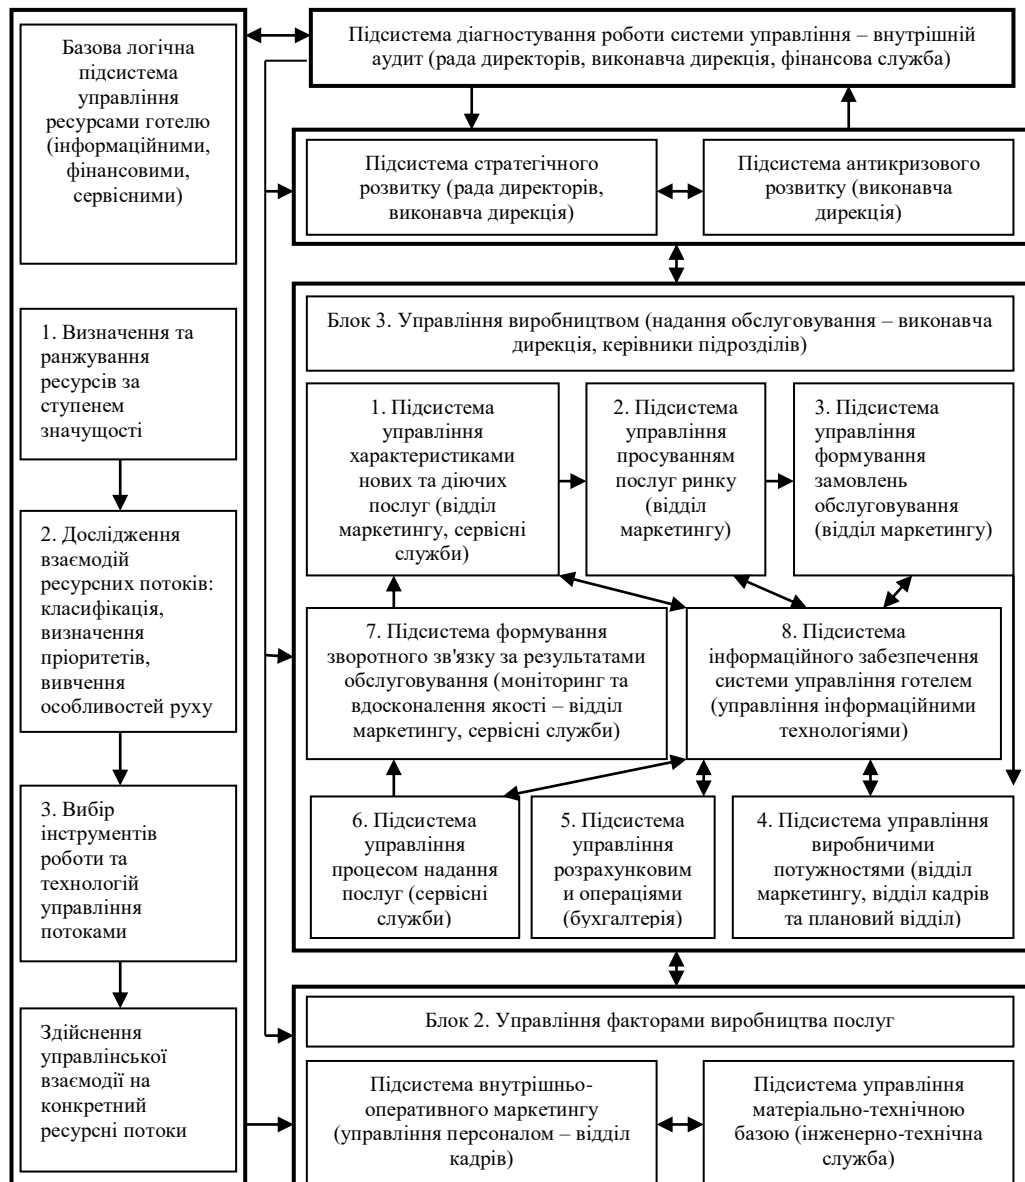 Базова логічна
підсистема
управління
ресурсами готелю
(інформаційними,
фінансовими,
сервісними)
1. Визначення та
ранжування
ресурсів за
ступенем
значущості
2. Дослідження
взаємодій
ресурсних потоків:
класифікація,
визначення
пріоритетів,
вивчення
особливостей руху
3. Вибір
інструментів
роботи та
технологій
управління
потоками
Здійснення
управлінської
взаємодії на
конкретний
ресурсні потоки
Підсистема діагностування роботи системи управління – внутрішній
аудит (рада директорів, виконавча дирекція, фінансова служба)
Підсистема стратегічного
розвитку (рада директорів,
виконавча дирекція)
Підсистема антикризового
розвитку (виконавча
дирекція)
Блок 3. Управління виробництвом (надання обслуговування – виконавча
дирекція, керівники підрозділів)
1. Підсистема
управління
характеристиками
нових та діючих
послуг (відділ
маркетингу, сервісні
служби)
2. Підсистема
управління
просуванням
послуг ринку
(відділ
маркетингу)
3. Підсистема
управління
формування
замовлень
обслуговування
(відділ маркетингу)
7. Підсистема формування
зворотного зв'язку за результатами
обслуговування (моніторинг та
вдосконалення якості – відділ
маркетингу, сервісні служби)
8. Підсистема
інформаційного забезпечення
системи управління готелем
(управління інформаційними
технологіями)
6. Підсистема
управління
процесом надання
послуг (сервісні
служби)
5. Підсистема
управління
розрахунковим
и операціями
(бухгалтерія)
4. Підсистема управління
виробничими
потужностями (відділ
маркетингу, відділ кадрів
та плановий відділ)
Блок 2. Управління факторами виробництва послуг
Підсистема внутрішньо-
оперативного маркетингу
(управління персоналом – відділ
кадрів)
Підсистема управління
матеріально-технічною
базою (інженерно-технічна
служба)